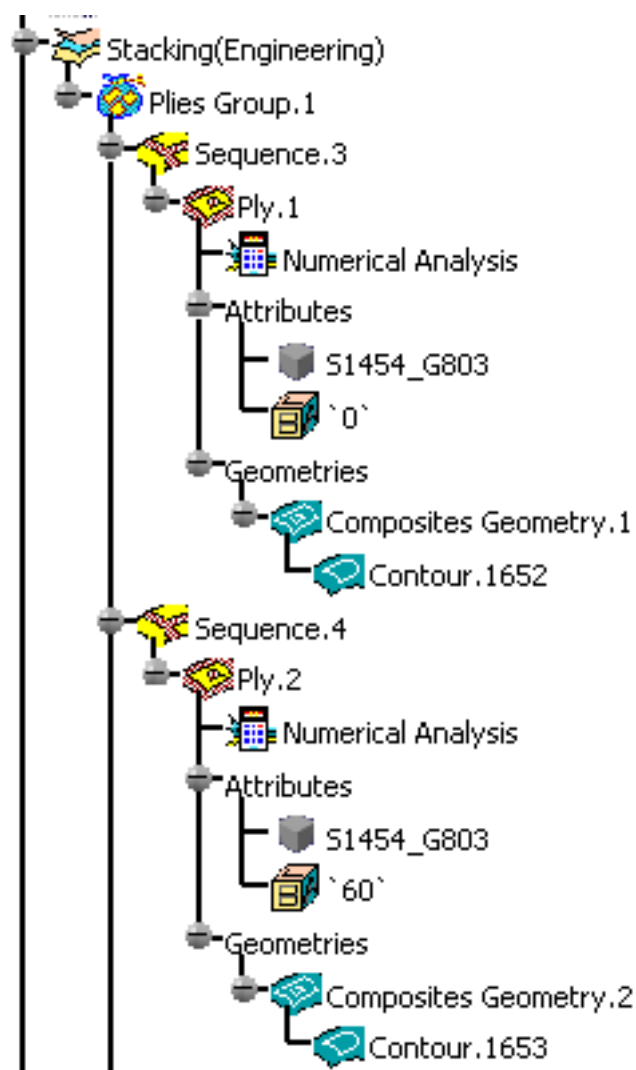 Stacking(Engineering)
Plies Group.1
Sequence.3
Ply.1
Numerical Analysis
Attributes
S1454_G803
`0`
Geometries
Composites Geometry.1
Contour.1652
Sequence.4
Ply.2
Numerical Analysis
Attributes
S1454_G803
`60`
Geometries
Composites Geometry.2
Contour.1653